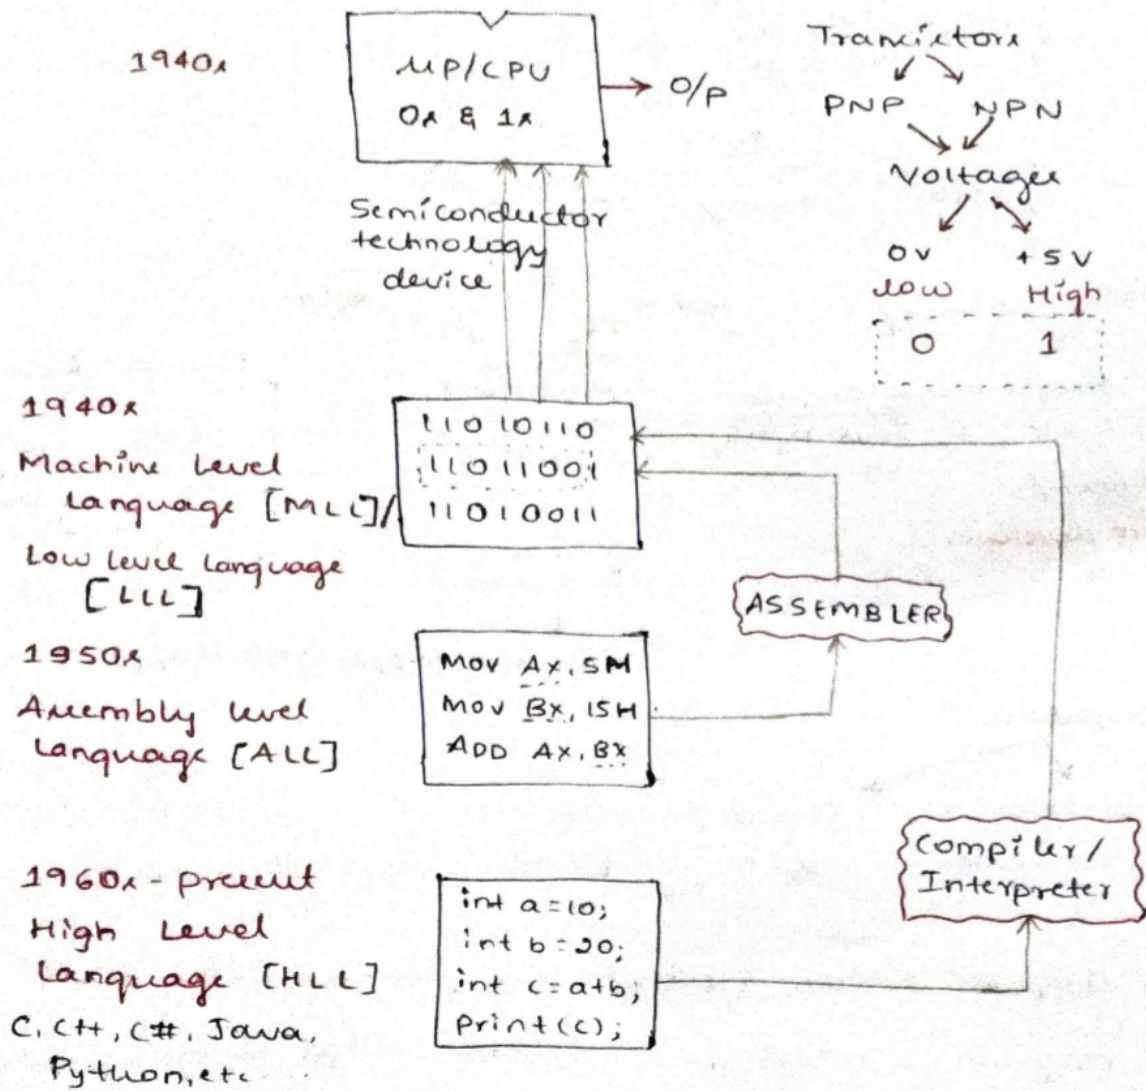 1940s
µP/CPU
0s & 1s
O/P
Transistors
PNP NPN
Voltages
0V +5V
low High
0 1
Semiconductor
technology
device
1940s
Machine Level
Language [MLL]/
Low level Language
[LLL]
11010110
11011001
11010011
ASSEMBLER
1950s
Assembly level
Language [ALL]
MOV AX, 5H
MOV BX, 15H
ADD AX, BX
Compiler/
Interpreter
1960s - present
High Level
Language [HLL]
C, C++, C#, Java,
Python, etc
int a=10;
int b=20;
int c=a+b;
print(c);